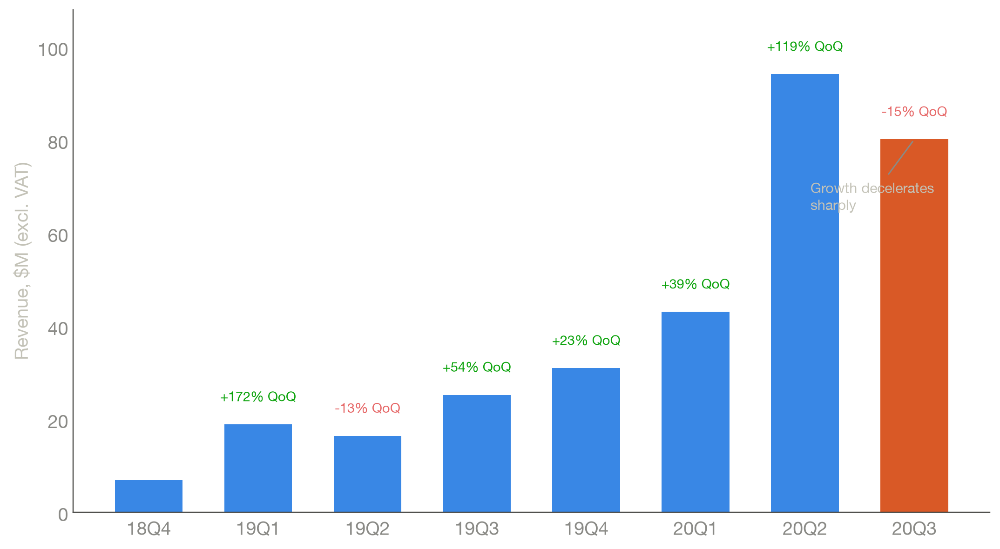 100
80
60
40
20
0
Revenue, $M (excl. VAT)
+172% QoQ
-13% QoQ
+54% QoQ
+23% QoQ
+39% QoQ
+119% QoQ
-15% QoQ
Growth decelerates
sharply
18Q4
19Q1
19Q2
19Q3
19Q4
20Q1
20Q2
20Q3